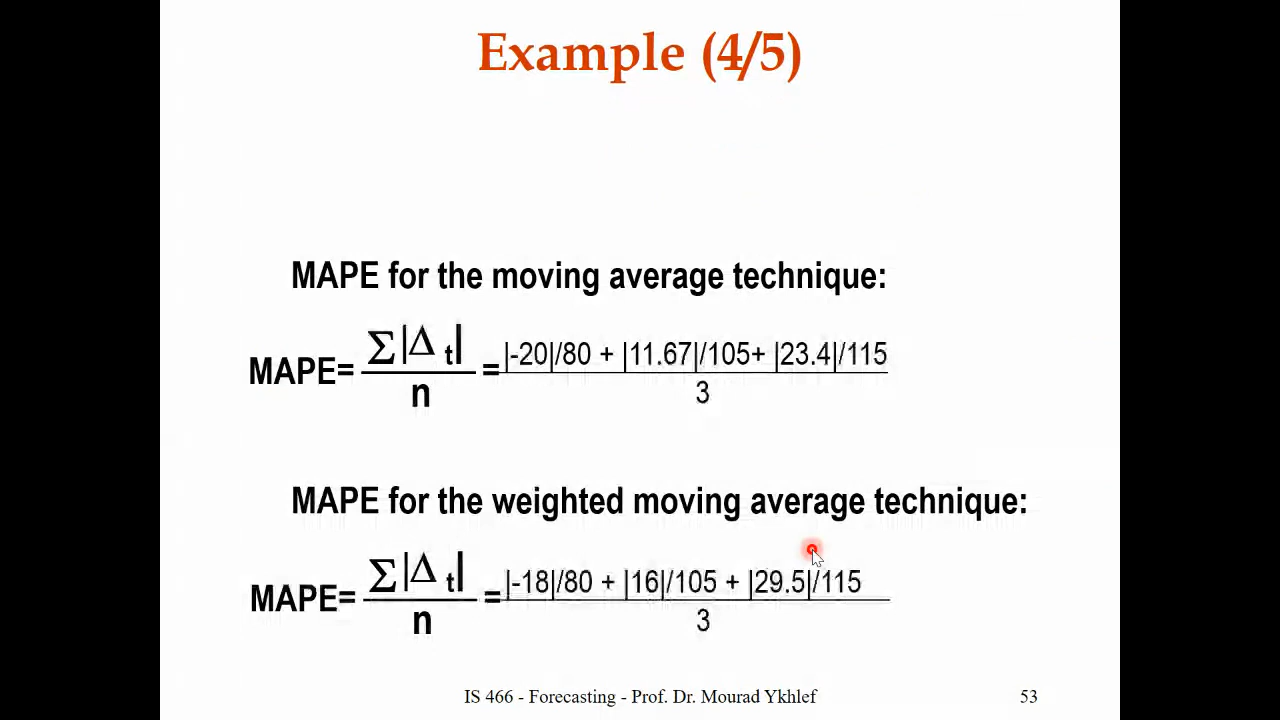 Example (4/5)
MAPE for the moving average technique:
MAPE= Σ|Δ t| / n = |-20|/80 + |11.67|/105+ |23.4|/115 / 3
MAPE for the weighted moving average technique:
MAPE= Σ|Δ t| / n = |-18|/80 + |16|/105 + |29.5|/115 / 3
IS 466 - Forecasting - Prof. Dr. Mourad Ykhlef 53